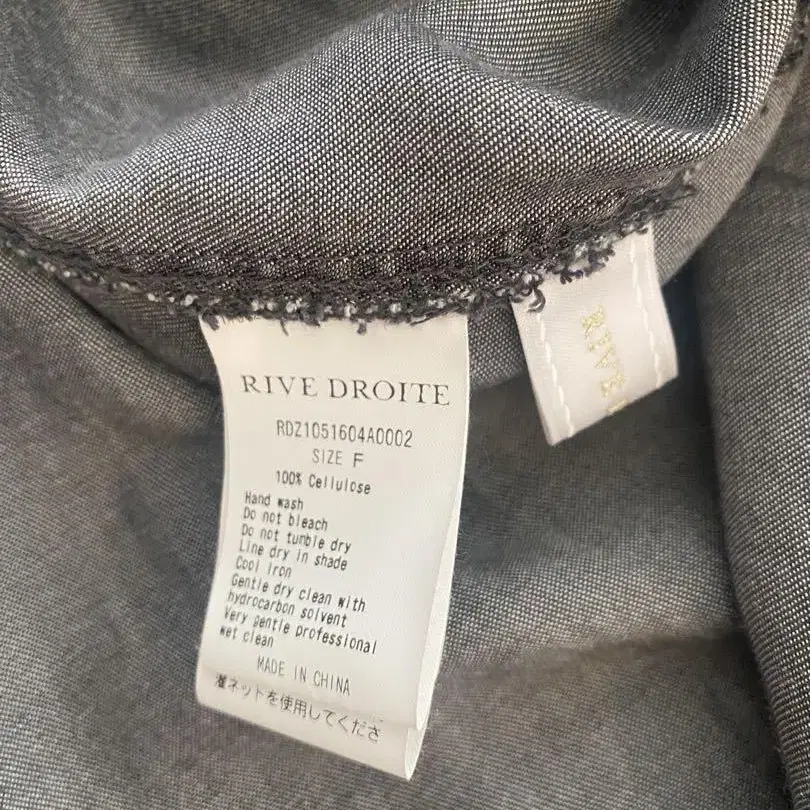 RIVE DROITE
RDZ1051604A0002
SIZE F
100% Cellulose
Hand wash
Do not bleach
Do not tumble dry
Line dry in shade
Cool iron
Gentle dry clean with
hydrocarbon solvent
Very gentle professional
wet clean
MADE IN CHINA
濯ネットを使用してくださ
RIVE